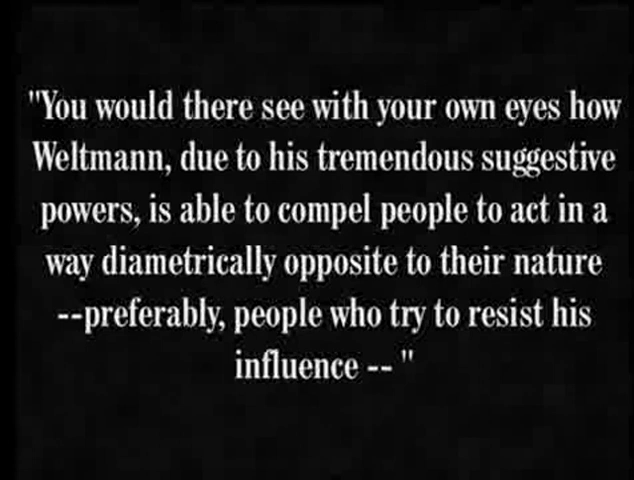 "You would there see with your own eyes how
Weltmann, due to his tremendous suggestive
powers, is able to compel people to act in a
way diametrically opposite to their nature
--preferably, people who try to resist his
influence -- "